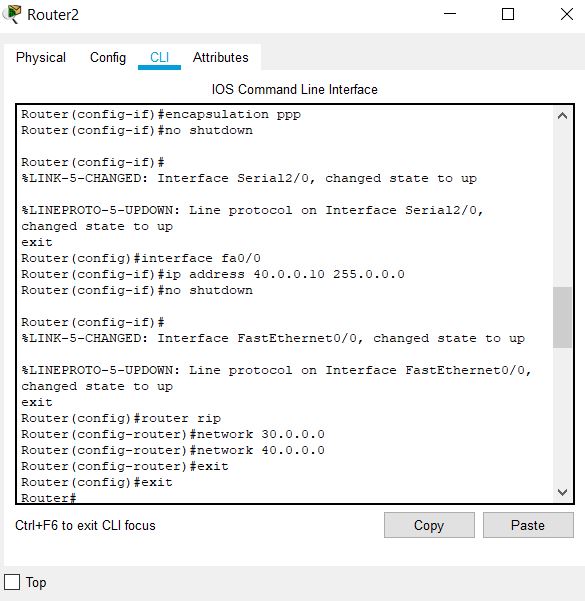 Router2
Physical Config CLI Attributes
IOS Command Line Interface
Router(config-if)#encapsulation ppp
Router(config-if)#no shutdown
Router(config-if)#
%LINK-5-CHANGED: Interface Serial2/0, changed state to up
%LINEPROTO-5-UPDOWN: Line protocol on Interface Serial2/0,
changed state to up
exit
Router(config)#interface fa0/0
Router(config-if)#ip address 40.0.0.10 255.0.0.0
Router(config-if)#no shutdown
Router(config-if)#
%LINK-5-CHANGED: Interface FastEthernet0/0, changed state to up
%LINEPROTO-5-UPDOWN: Line protocol on Interface FastEthernet0/0,
changed state to up
exit
Router(config)#router rip
Router(config-router)#network 30.0.0.0
Router(config-router)#network 40.0.0.0
Router(config-router)#exit
Router(config)#exit
Router#
Ctrl+F6 to exit CLI focus
Copy Paste
Top